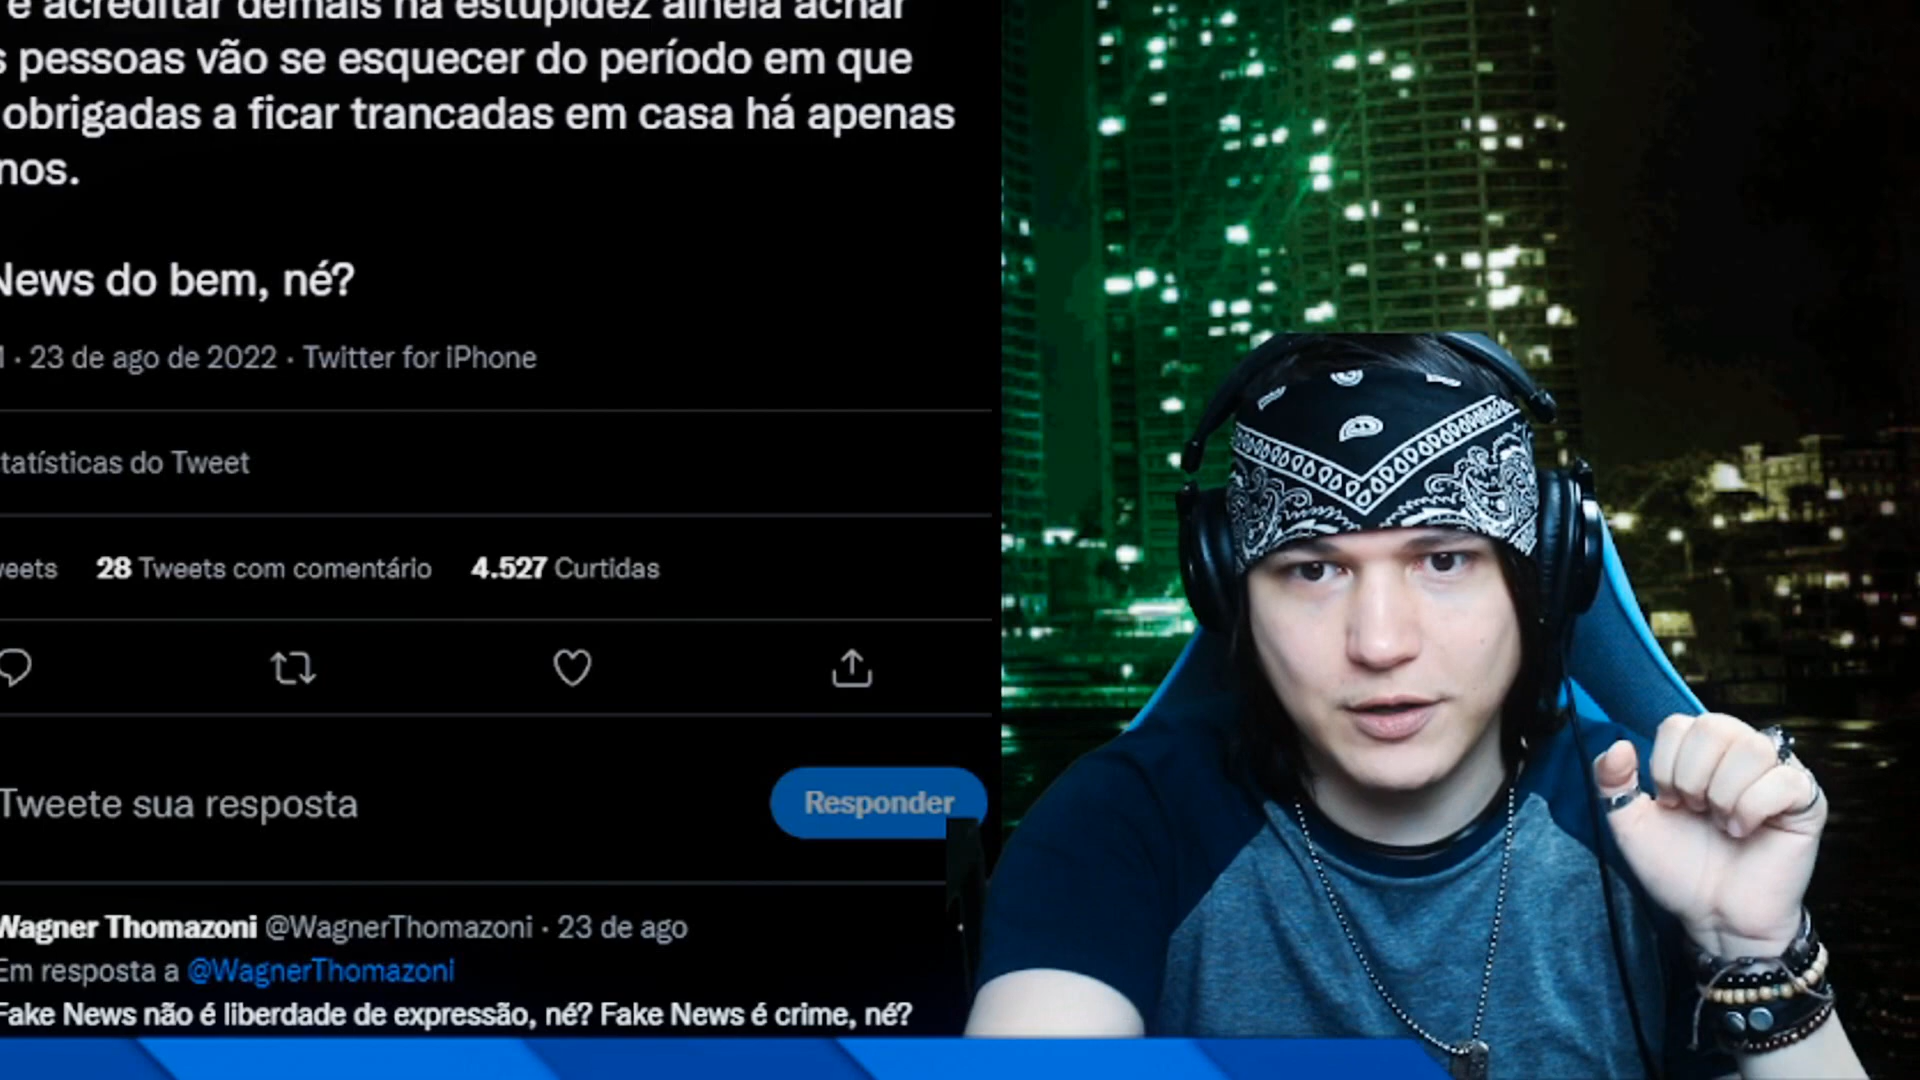 é acreditar demais na estupidez alheia achar
s pessoas vão se esquecer do período em que
obrigadas a ficar trancadas em casa há apenas
nos.
News do bem, né?
23 de ago de 2022 · Twitter for iPhone
tatísticas do Tweet
weets 28 Tweets com comentário 4.527 Curtidas
Tweete sua resposta Responder
Wagner Thomazoni @WagnerThomazoni · 23 de ago
Em resposta a @WagnerThomazoni
Fake News não é liberdade de expressão, né? Fake News é crime, né?